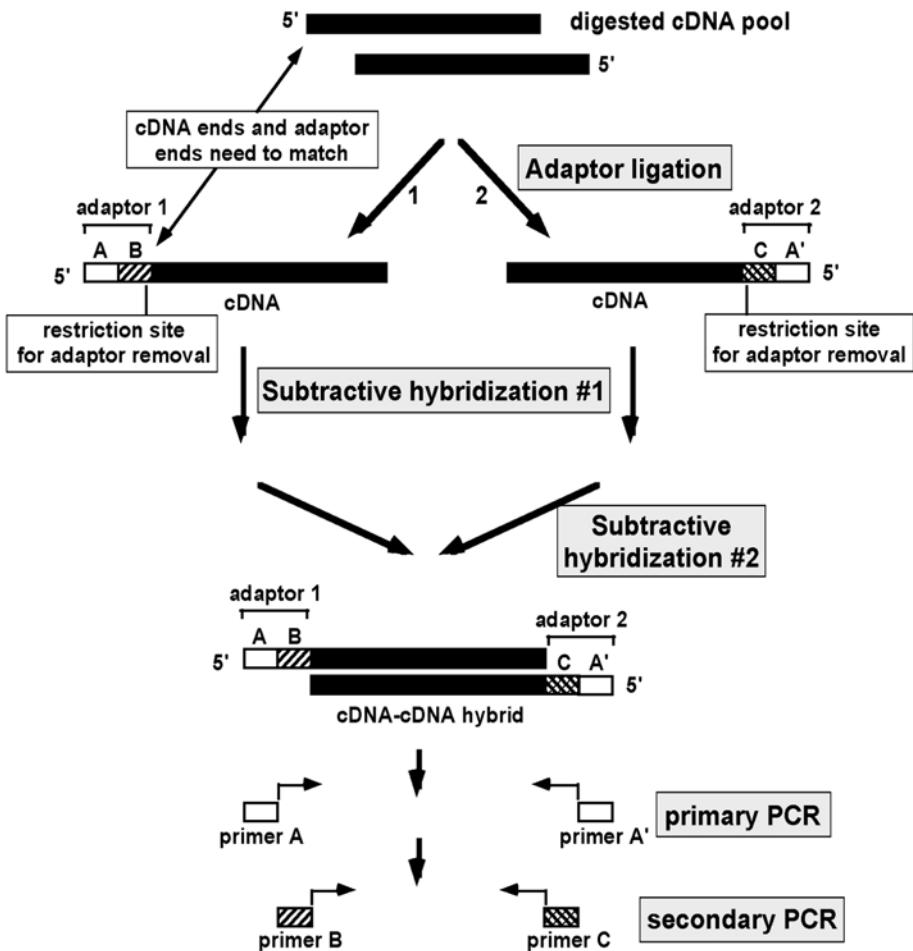 5' digested cDNA pool
5'
cDNA ends and adaptor
ends need to match
Adaptor ligation
1 2
adaptor 1
A B
5'
cDNA
restriction site
for adaptor removal
adaptor 2
C A'
5'
cDNA
restriction site
for adaptor removal
Subtractive hybridization #1
Subtractive
hybridization #2
adaptor 1
A B
5'
adaptor 2
C A'
5'
cDNA-cDNA hybrid
primer A
primer A'
primary PCR
primer B
primer C
secondary PCR